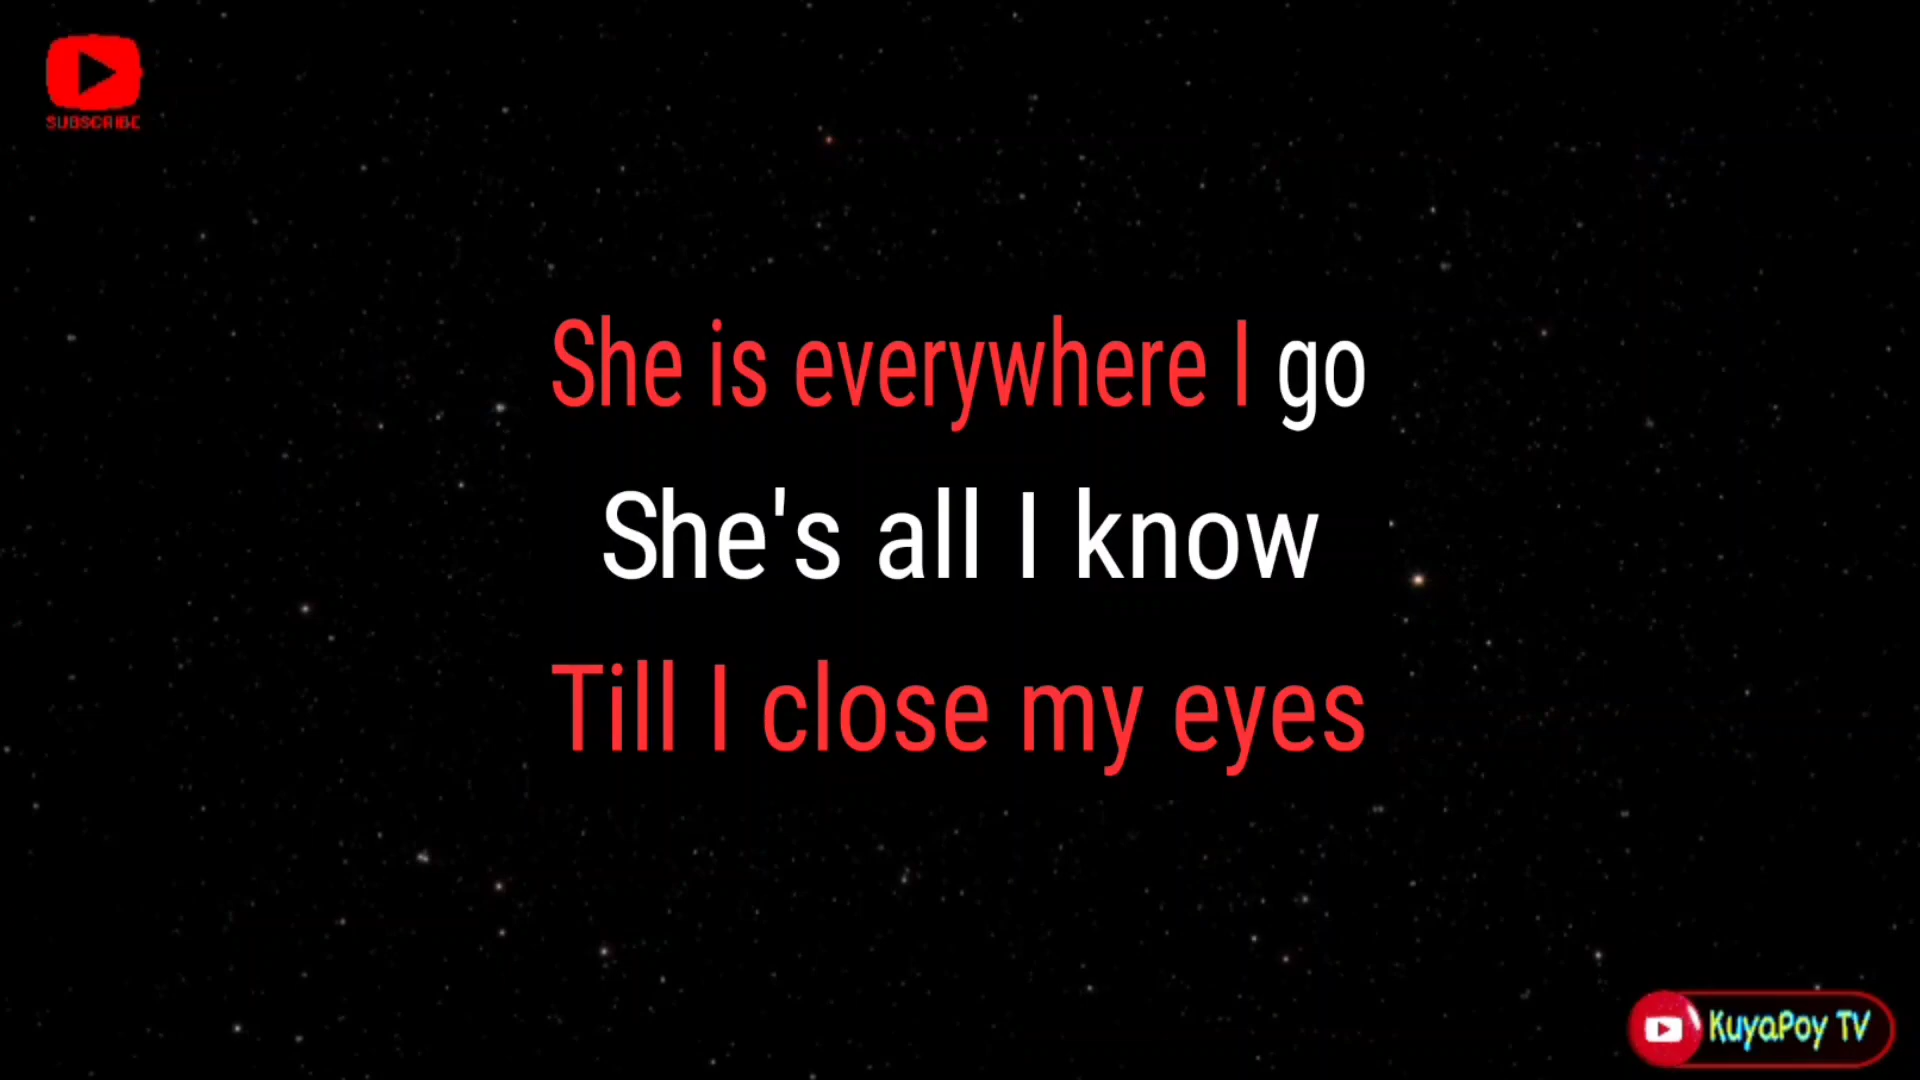 SUBSCRIBE
She is everywhere I go
She's all I know
Till I close my eyes
KuyaPoy TV